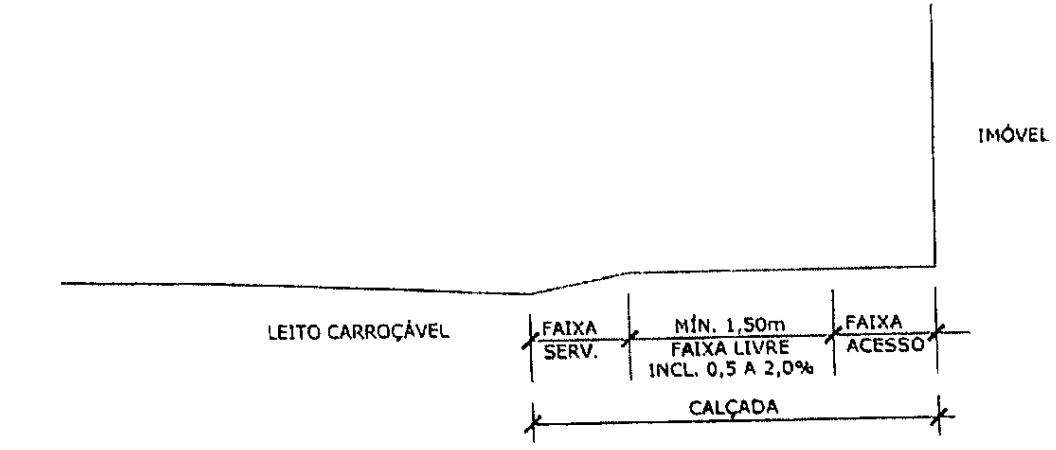 IMÓVEL
LEITO CARROÇÁVEL
FAIXA
SERV.
MÍN. 1,50m
FAIXA LIVRE
INCL. 0,5 A 2,0%
FAIXA
ACESSO
CALÇADA